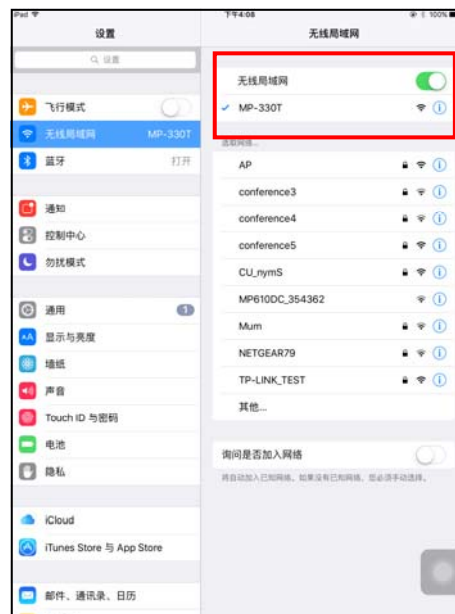 iPad 下午4:08 100%
设置
无线局域网
设置
飞行模式
无线局域网 MP-330T
蓝牙 打开
通知
控制中心
勿扰模式
通用 1
显示与亮度
墙纸
声音
Touch ID 与密码
电池
隐私
iCloud
iTunes Store 与 App Store
邮件、通讯录、日历
无线局域网
MP-330T
选取网络...
AP
conference3
conference4
conference5
CU_nymS
MP610DC_354362
Mum
NETGEAR79
TP-LINK_TEST
其他...
询问是否加入网络
将自动加入已知网络。如果没有已知网络，您必须手动选择。